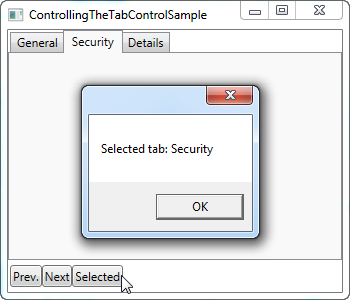 ControllingTheTabControlSample
General Security Details
Selected tab: Security
OK
Prev. Next Selected